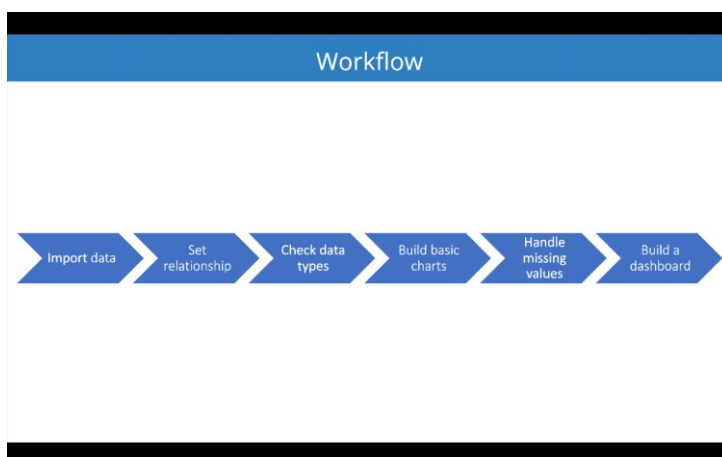 Workflow
Import data
Set
relationship
Check data
types
Build basic
charts
Handle
missing
values
Build a
dashboard